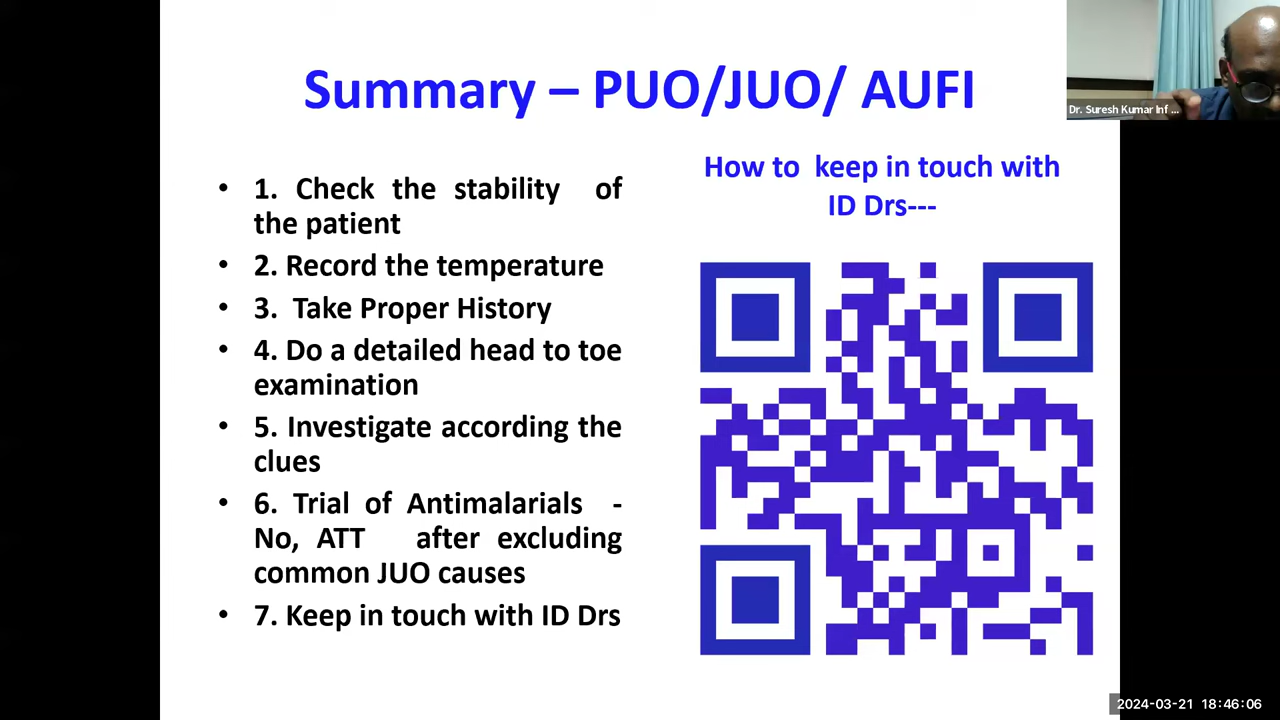 Summary – PUO/JUO/ AUFI
Dr. Suresh Kumar Inf ...
• 1. Check the stability of
the patient
• 2. Record the temperature
• 3. Take Proper History
• 4. Do a detailed head to toe
examination
• 5. Investigate according the
clues
• 6. Trial of Antimalarials -
No, ATT after excluding
common JUO causes
• 7. Keep in touch with ID Drs
How to keep in touch with
ID Drs---
2024-03-21 18:46:06